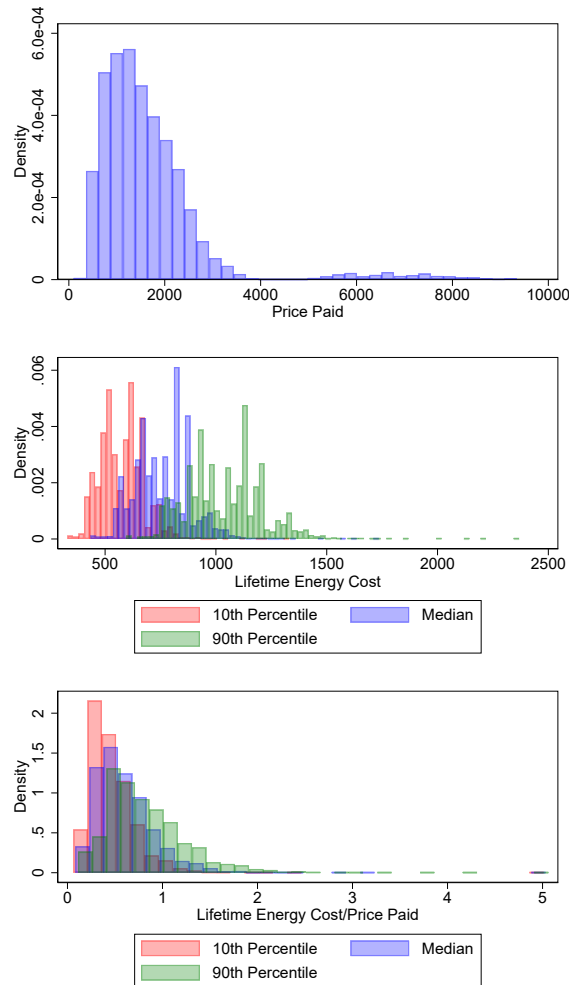 6.0e-04
4.0e-04
2.0e-04
0
Density
0 2000 4000 6000 8000 10000
Price Paid
.006
.004
.002
0
Density
500 1000 1500 2000 2500
Lifetime Energy Cost
10th Percentile Median
90th Percentile
2
1.5
1
.5
0
Density
0 1 2 3 4 5
Lifetime Energy Cost/Price Paid
10th Percentile Median
90th Percentile